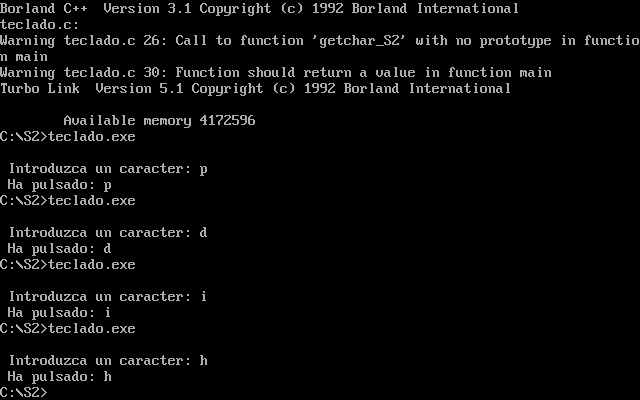 Borland C++  Version 3.1 Copyright (c) 1992 Borland International
teclado.c:
Warning teclado.c 26: Call to function 'getchar_S2' with no prototype in functio
n main
Warning teclado.c 30: Function should return a value in function main
Turbo Link  Version 5.1 Copyright (c) 1992 Borland International
        Available memory 4172596
C:\S2>teclado.exe
 Introduzca un caracter: p
 Ha pulsado: p
C:\S2>teclado.exe
 Introduzca un caracter: d
 Ha pulsado: d
C:\S2>teclado.exe
 Introduzca un caracter: i
 Ha pulsado: i
C:\S2>teclado.exe
 Introduzca un caracter: h
 Ha pulsado: h
C:\S2>